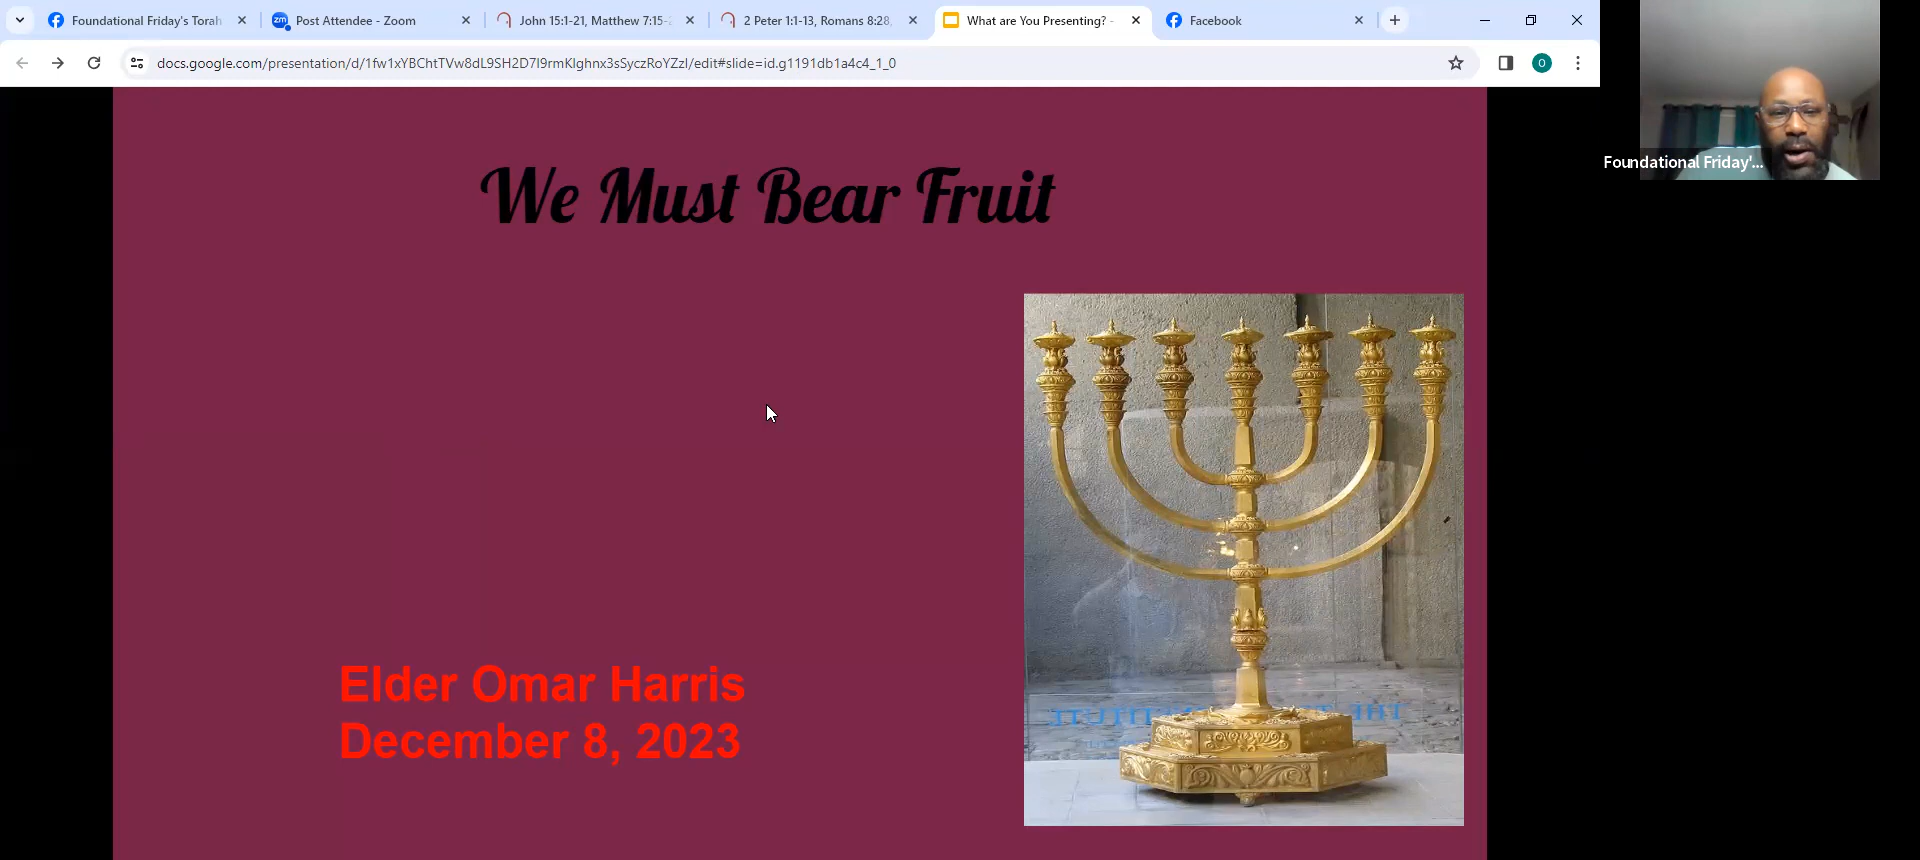 Foundational Friday's Torah
Post Attendee - Zoom
John 15:1-21, Matthew 7:15-2
2 Peter 1:1-13, Romans 8:28,
What are You Presenting? -
Facebook
docs.google.com/presentation/d/1fw1xYBChtTVw8dL9SH2D7I9rmKIghnx3sSyczRoYZzI/edit#slide=id.g1191db1a4c4_1_0
O
Foundational Friday'...
We Must Bear Fruit
Elder Omar Harris
December 8, 2023